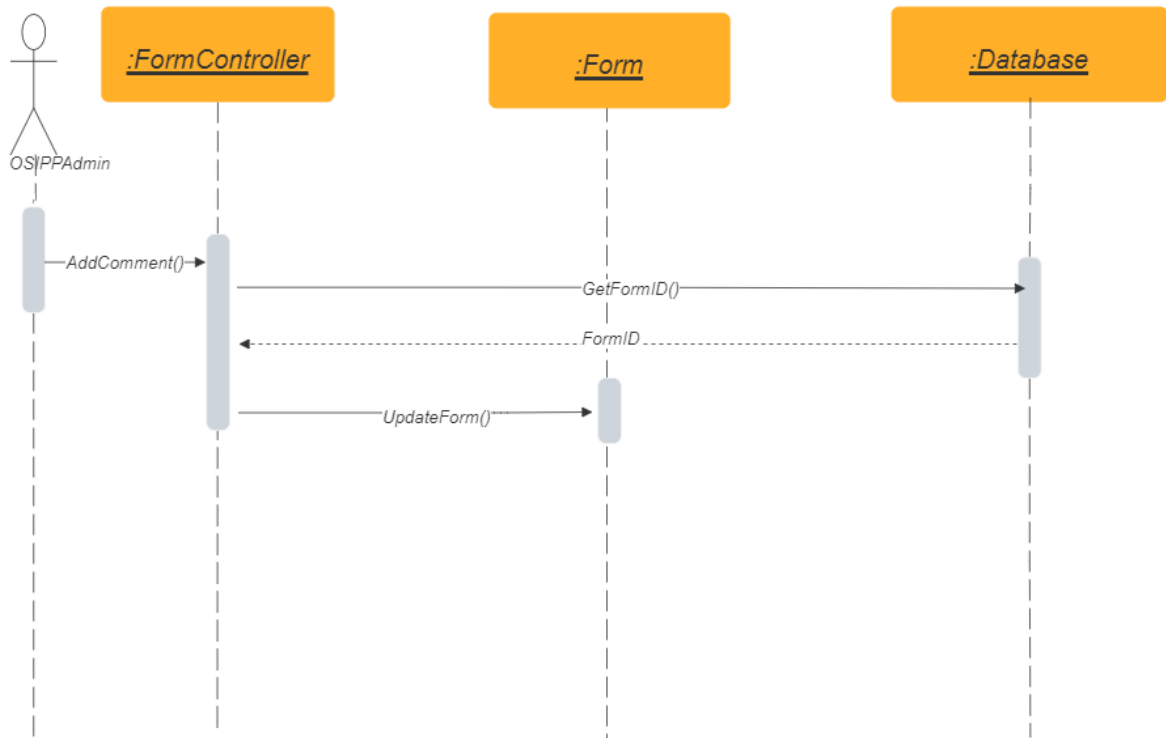 :FormController
:Form
:Database
OSIPPAdmin
AddComment()
GetFormID()
FormID
UpdateForm()